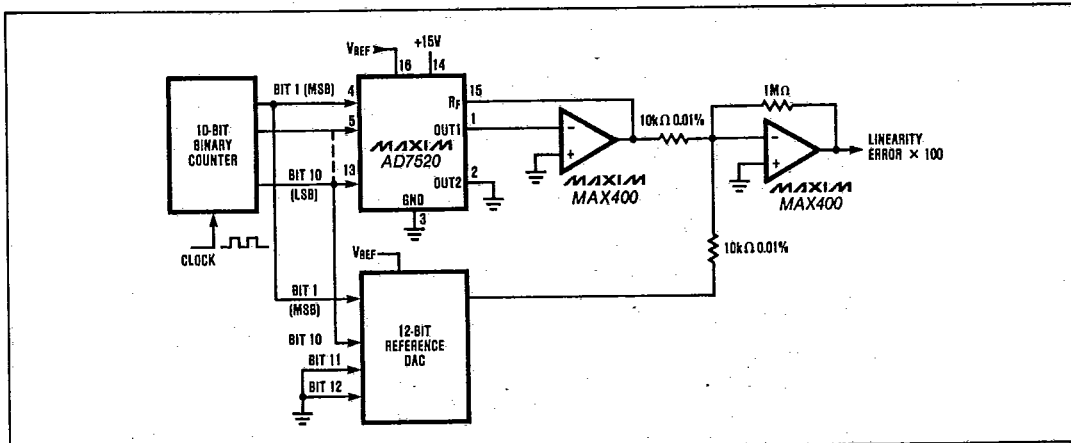 VREF
+15V
16
14
BIT 1 (MSB)
4
15
RF
1MΩ
10-BIT
BINARY
COUNTER
5
MAXIM
AD7520
OUT1
1
10kΩ 0.01%
LINEARITY
ERROR × 100
BIT 10
(LSB)
13
OUT2
2
MAXIM
MAX400
MAXIM
MAX400
GND
3
CLOCK
10kΩ 0.01%
VREF
BIT 1
(MSB)
12-BIT
REFERENCE
DAC
BIT 10
BIT 11
BIT 12